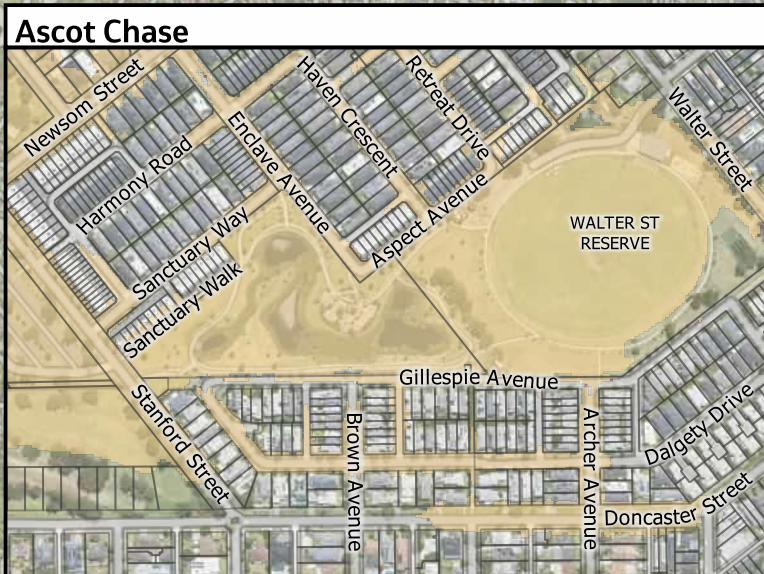 Ascot Chase
Newsom Street
Harmony Road
Enclave Avenue
Haven Crescent
Retreat Drive
Walter Street
Sanctuary Way
Sanctuary Walk
Aspect Avenue
WALTER ST
RESERVE
Gillespie Avenue
Stanford Street
Brown Avenue
Archer Avenue
Dalgety Drive
Doncaster Street